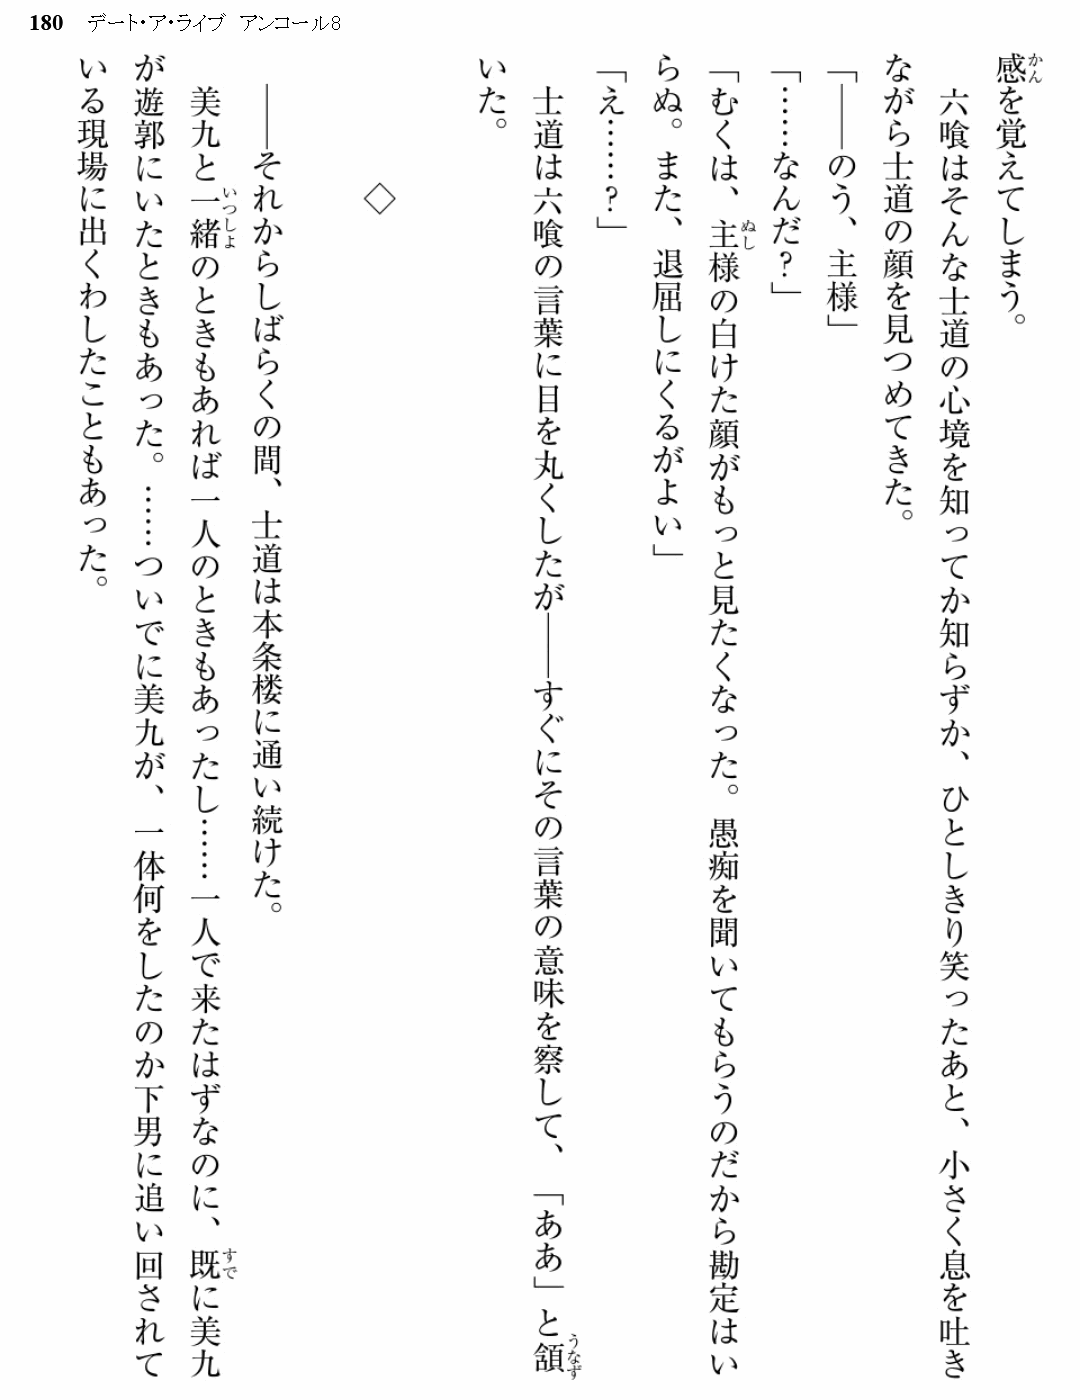 180 デート・ア・ライブ アンコール8
感を覚えてしまう。
六喰はそんな士道の心境を知ってか知らずか、ひとしきり笑ったあと、小さく息を吐き
ながら士道の顔を見つめてきた。
「――のう、主様」
「……なんだ?」
「むくは、主様の白けた顔がもっと見たくなった。愚痴を聞いてもらうのだから勘定はい
らぬ。また、退屈しにくるがよい」
「え……?」
士道は六喰の言葉に目を丸くしたが――すぐにその言葉の意味を察して、「ああ」と頷
いた。
◇
――それからしばらくの間、士道は本条楼に通い続けた。
美九と一緒のときもあれば一人のときもあったし……一人で来たはずなのに、既に美九
が遊郭にいたときもあった。……ついでに美九が、一体何をしたのか下男に追い回されて
いる現場に出くわしたこともあった。